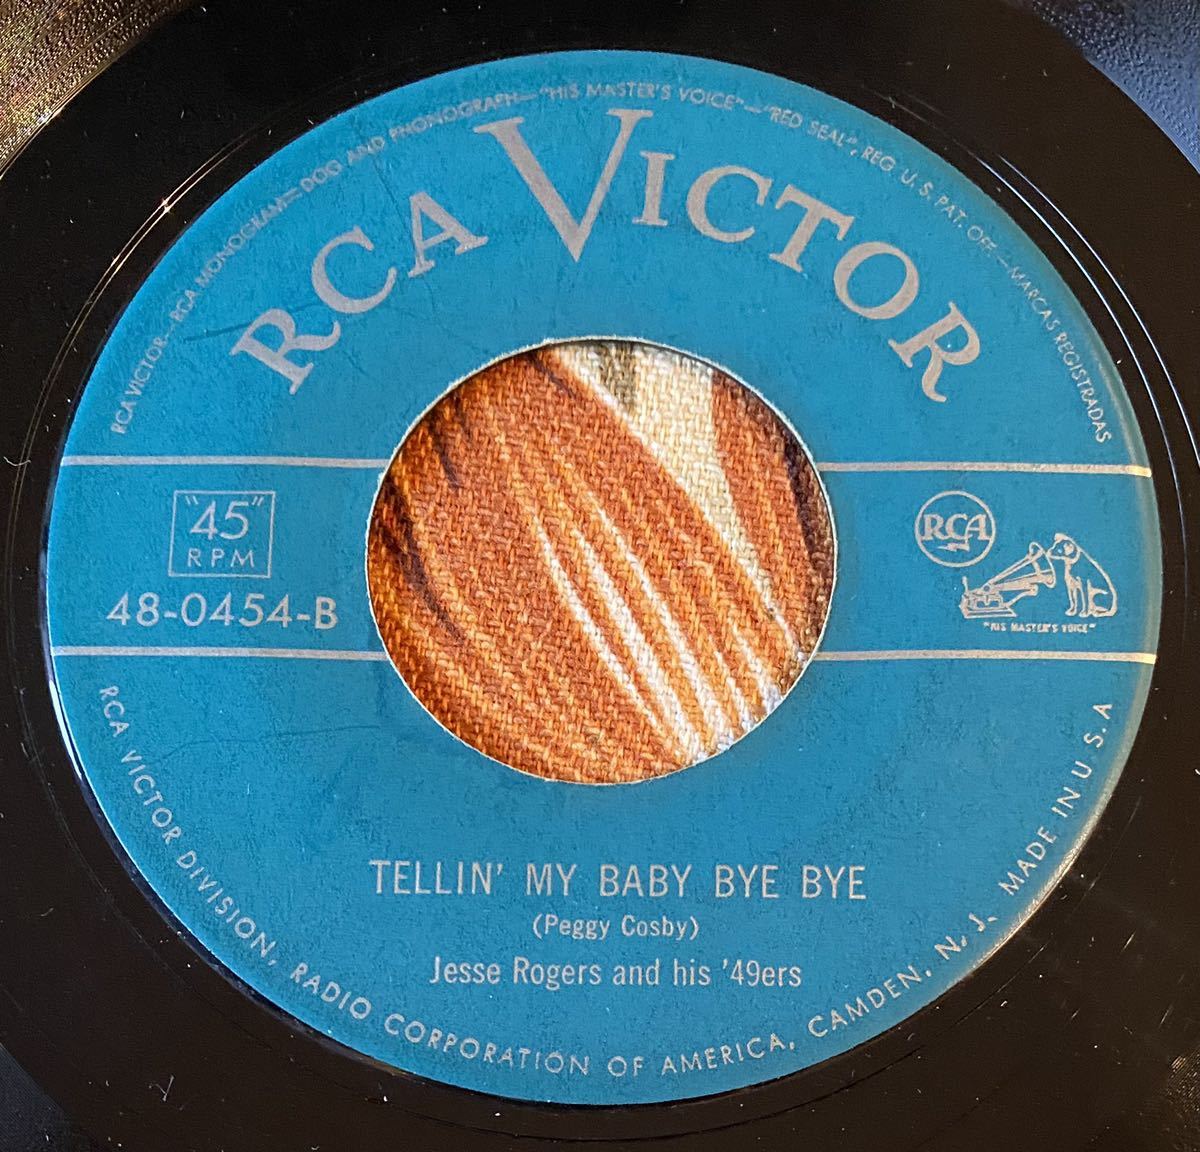 RCA VICTOR—RCA MONOGRAM—DOG AND PHONOGRAPH—"HIS MASTER'S VOICE"—"RED SEAL", REG. U. S. PAT. OFF.—MARCAS REGISTRADAS
RCA VICTOR
"45"
RPM
48-0454-B
RCA
"HIS MASTER'S VOICE"
TELLIN' MY BABY BYE BYE
(Peggy Cosby)
Jesse Rogers and his '49ers
RCA VICTOR DIVISION, RADIO CORPORATION OF AMERICA, CAMDEN, N. J. MADE IN U S. A